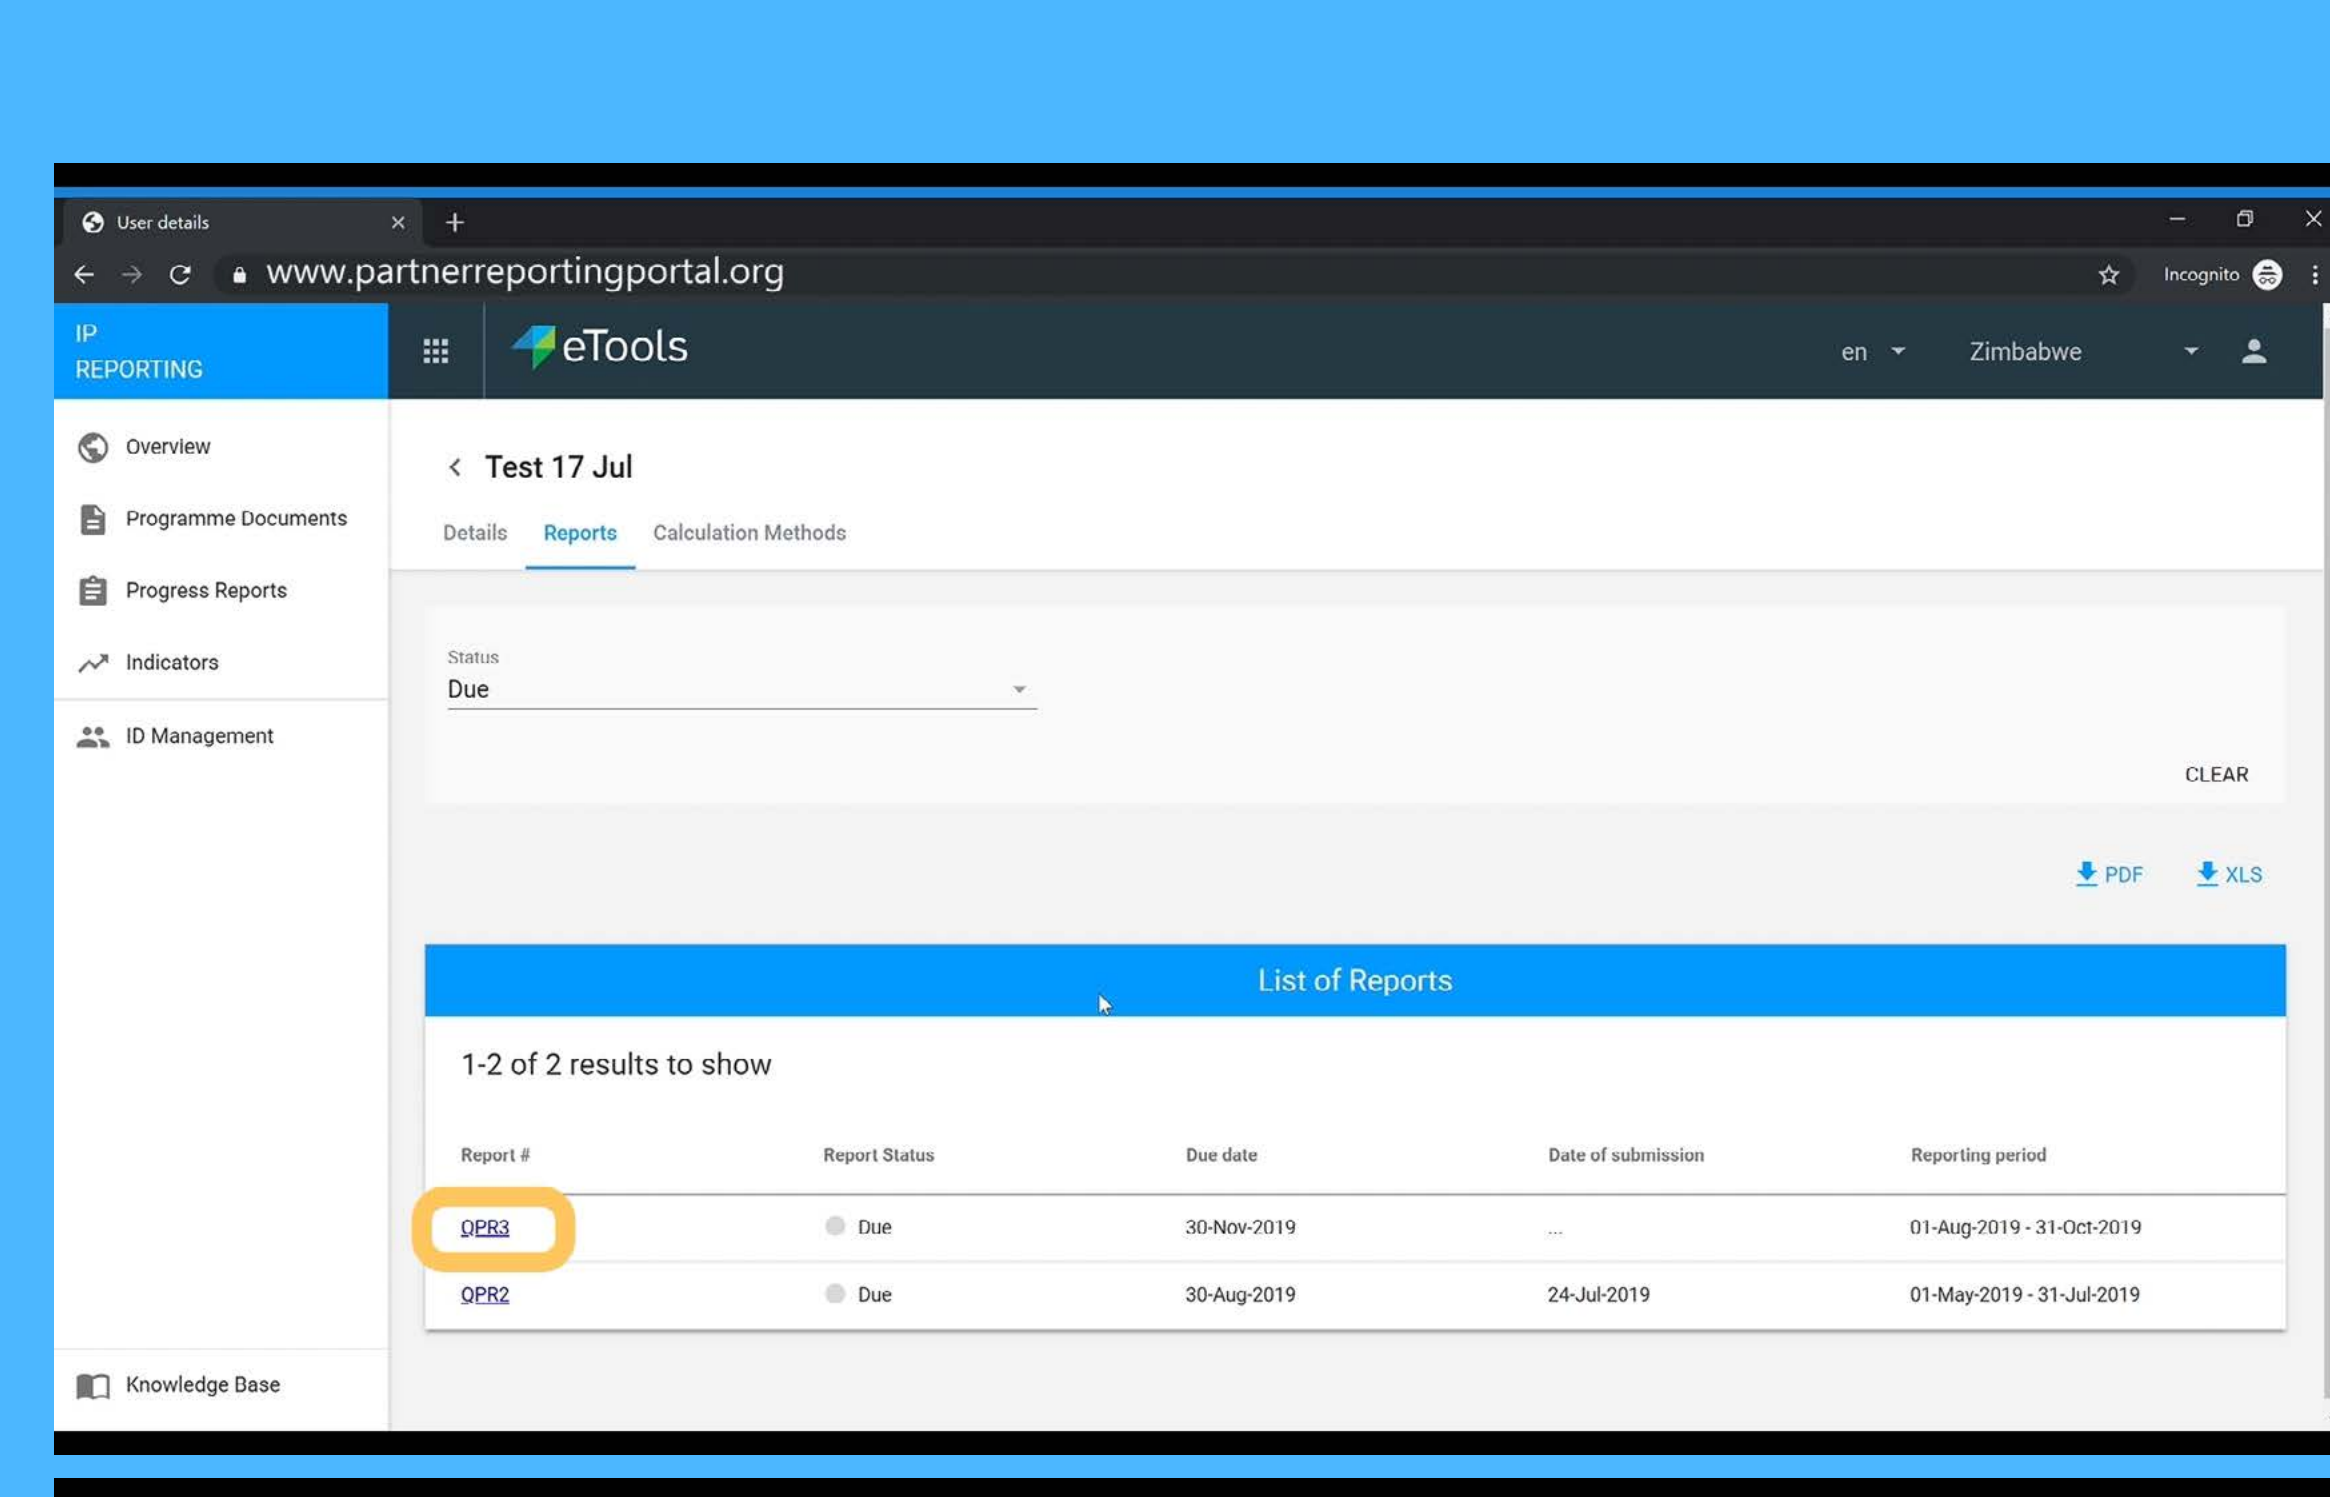 User details
www.partnerreportingportal.org
Incognito
IP
REPORTING
eTools
en
Zimbabwe
Overview
Programme Documents
Progress Reports
Indicators
ID Management
Knowledge Base
Test 17 Jul
Details Reports Calculation Methods
Status
Due
CLEAR
PDF XLS
List of Reports
1-2 of 2 results to show
Report # Report Status Due date Date of submission Reporting period
QPR3 Due 30-Nov-2019 ... 01-Aug-2019 - 31-Oct-2019
QPR2 Due 30-Aug-2019 24-Jul-2019 01-May-2019 - 31-Jul-2019